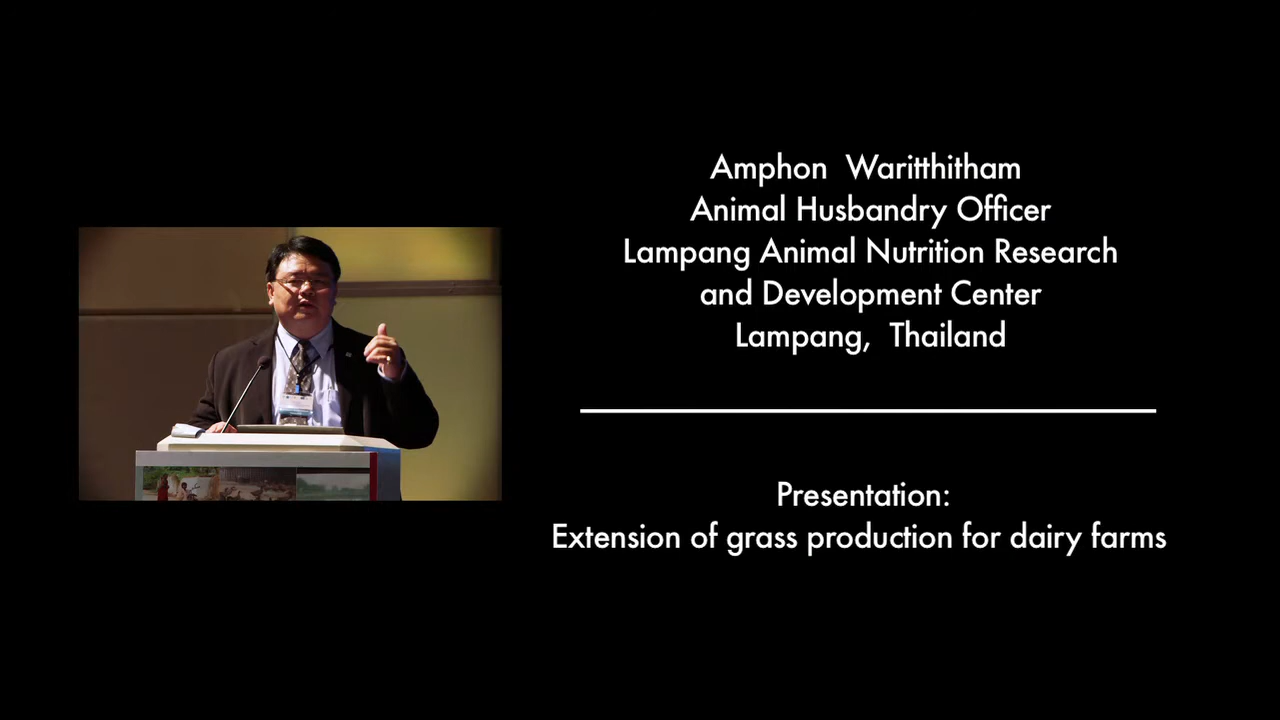 Amphon Waritthitham
Animal Husbandry Officer
Lampang Animal Nutrition Research
and Development Center
Lampang, Thailand
Presentation:
Extension of grass production for dairy farms